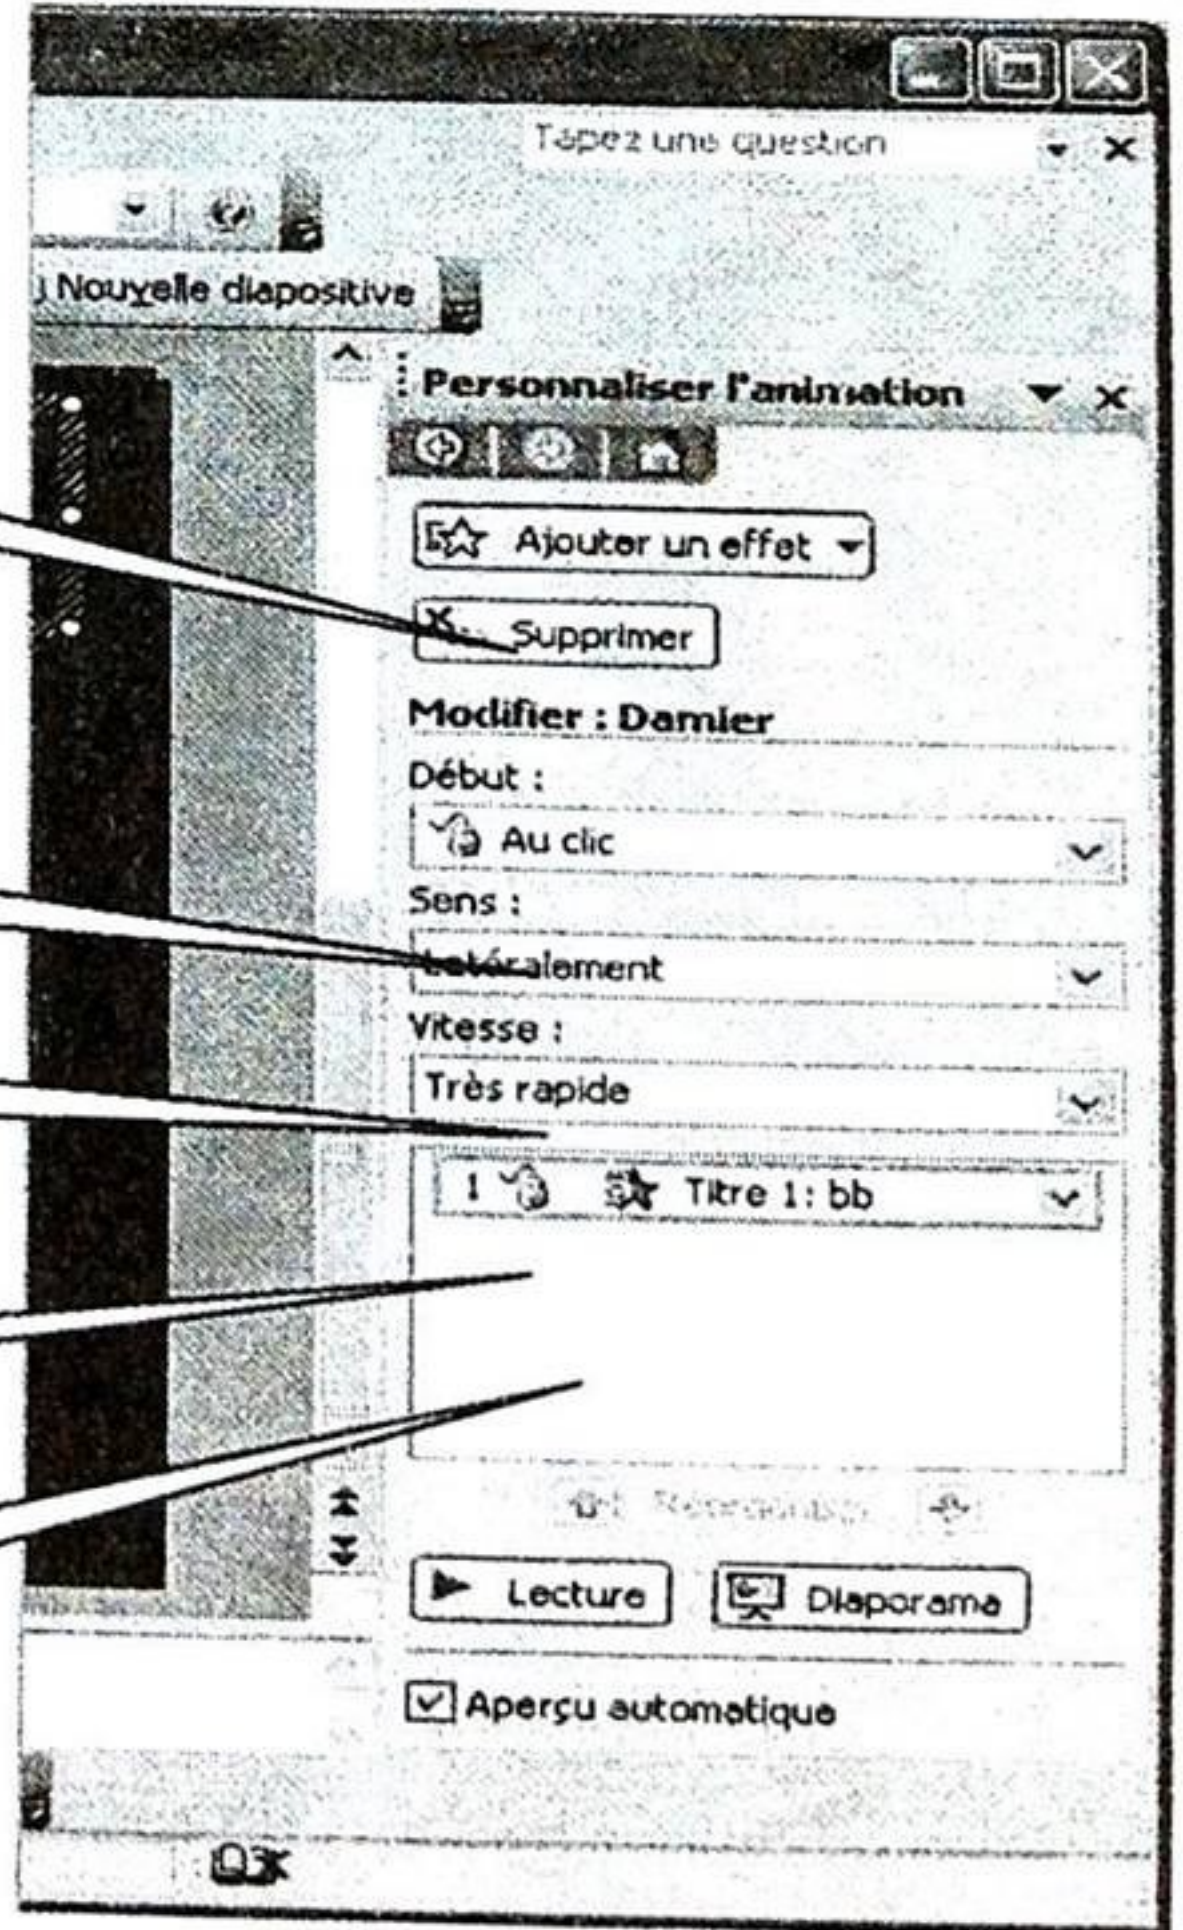 Tapez une question
Nouvelle diapositive
Personnaliser l'animation
Ajouter un effet
Supprimer
Modifier : Damier
Début :
Au clic
Sens :
Latéralement
Vitesse :
Très rapide
1 Titre 1: bb
Lecture
Diaporama
Aperçu automatique